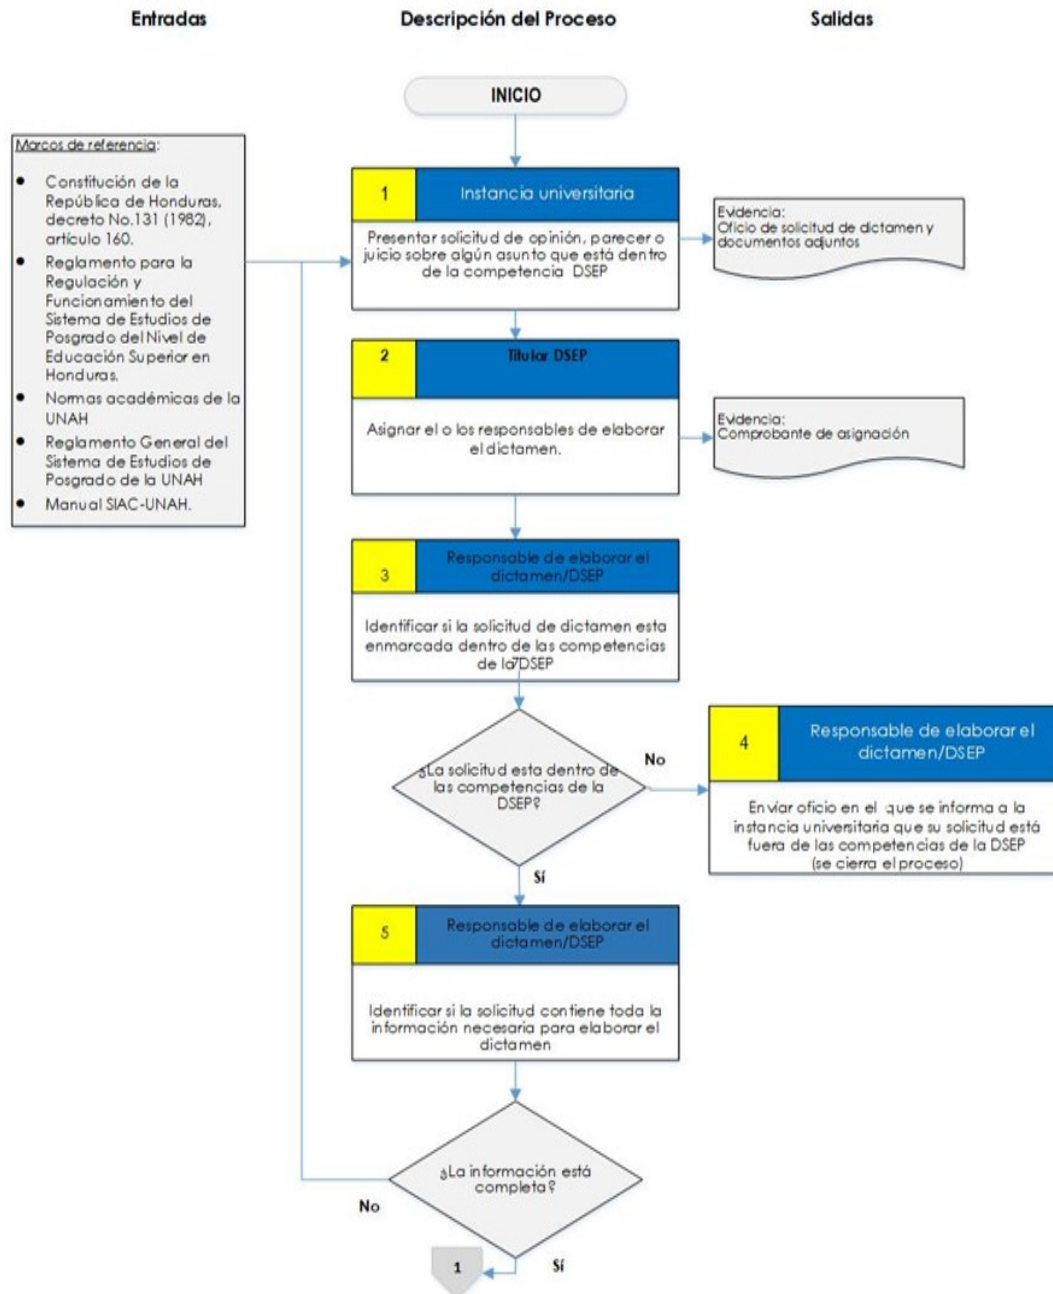 Entradas
Descripción del Proceso
Salidas
INICIO
Marcos de referencia:
● Constitución de la
República de Honduras,
decreto No.131 (1982),
artículo 160.
● Reglamento para la
Regulación y
Funcionamiento del
Sistema de Estudios de
Posgrado del Nivel de
Educación Superior en
Honduras.
● Normas académicas de la
UNAH
● Reglamento General del
Sistema de Estudios de
Posgrado de la UNAH
● Manual SIAC-UNAH.
1
Instancia universitaria
Presentar solicitud de opinión, parecer o
juicio sobre algún asunto que está dentro
de la competencia DSEP
Evidencia:
Oficio de solicitud de dictamen y
documentos adjuntos
2
Titular DSEP
Asignar el o los responsables de elaborar
el dictamen.
Evidencia:
Comprobante de asignación
3
Responsable de elaborar el
dictamen/DSEP
Identificar si la solicitud de dictamen esta
enmarcada dentro de las competencias
de la DSEP
¿La solicitud esta dentro de
las competencias de la
DSEP?
No
4
Responsable de elaborar el
dictamen/DSEP
Envíar oficio en el que se informa a la
instancia universitaria que su solicitud está
fuera de las competencias de la DSEP
(se cierra el proceso)
Sí
5
Responsable de elaborar el
dictamen/DSEP
Identificar si la solicitud contiene toda la
información necesaria para elaborar el
dictamen
¿La información está
completa?
No
Sí
1